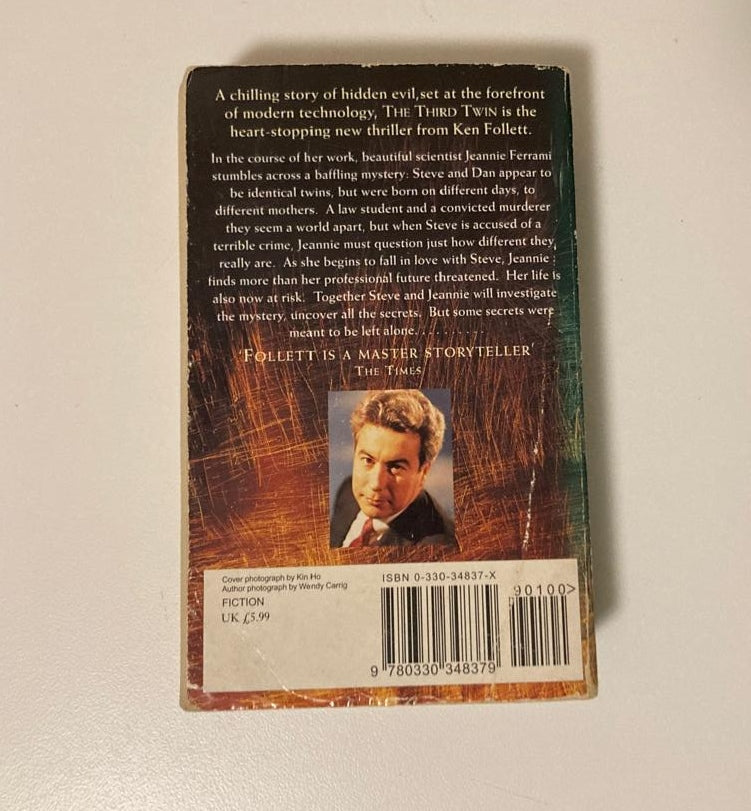 A chilling story of hidden evil,set at the forefront
of modern technology, THE THIRD TWIN is the
heart-stopping new thriller from Ken Follett.
In the course of her work, beautiful scientist Jeannie Ferrami
stumbles across a baffling mystery: Steve and Dan appear to
be identical twins, but were born on different days, to
different mothers. A law student and a convicted murderer
they seem a world apart, but when Steve is accused of a
terrible crime, Jeannie must question just how different they
really are. As she begins to fall in love with Steve, Jeannie
finds more than her professional future threatened. Her life is
also now at risk. Together Steve and Jeannie will investigate
the mystery, uncover all the secrets. But some secrets were
meant to be left alone. . . . . . . . . .
'FOLLETT IS A MASTER STORYTELLER'
THE TIMES
Cover photograph by Kin Ho
Author photograph by Wendy Carrig
FICTION
UK £5.99
ISBN 0-330-34837-X
90100>
9 780330 348379